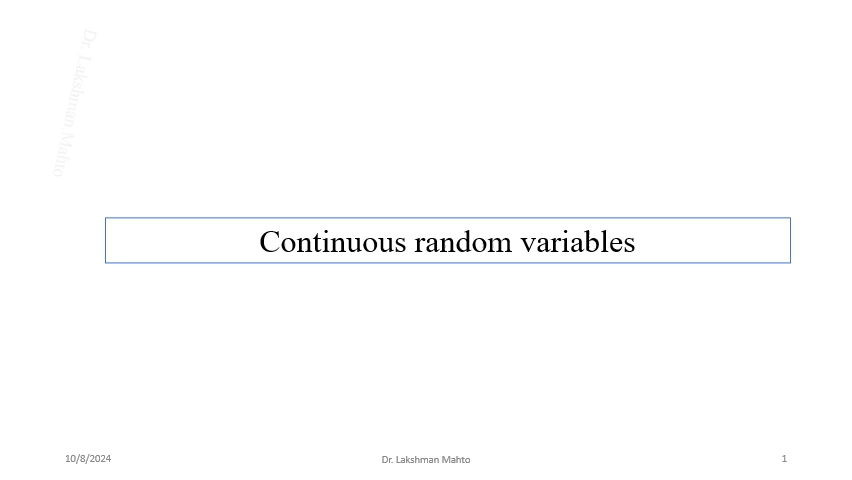 Dr. Lakshman Mahto
Continuous random variables
10/8/2024
Dr. Lakshman Mahto
1